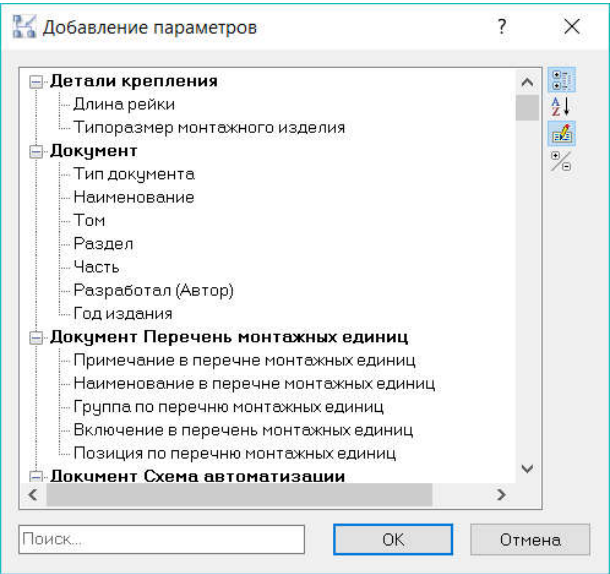 Добавление параметров
Детали крепления
Длина рейки
Типоразмер монтажного изделия
Документ
Тип документа
Наименование
Том
Раздел
Часть
Разработал (Автор)
Год издания
Документ Перечень монтажных единиц
Примечание в перечне монтажных единиц
Наименование в перечне монтажных единиц
Группа по перечню монтажных единиц
Включение в перечень монтажных единиц
Позиция по перечню монтажных единиц
Документ Схема автоматизации
Поиск...
OK
Отмена